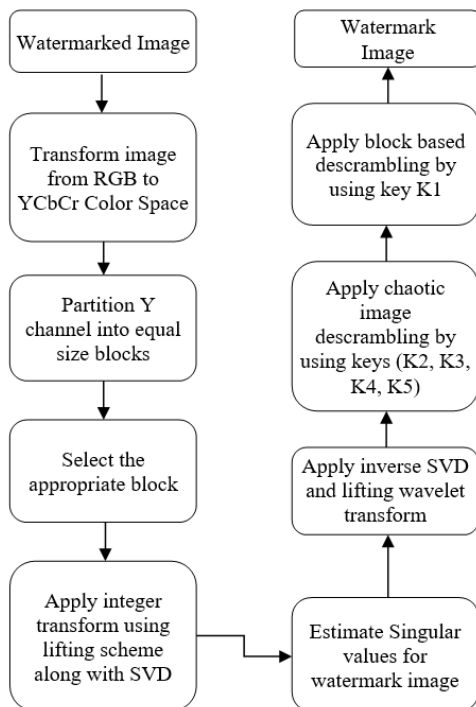 Watermarked Image
Transform image
from RGB to
YCbCr Color Space
Partition Y
channel into equal
size blocks
Select the
appropriate block
Apply integer
transform using
lifting scheme
along with SVD
Estimate Singular
values for
watermark image
Apply inverse SVD
and lifting wavelet
transform
Apply chaotic
image
descrambling by
using keys (K2, K3,
K4, K5)
Apply block based
descrambling by
using key K1
Watermark
Image